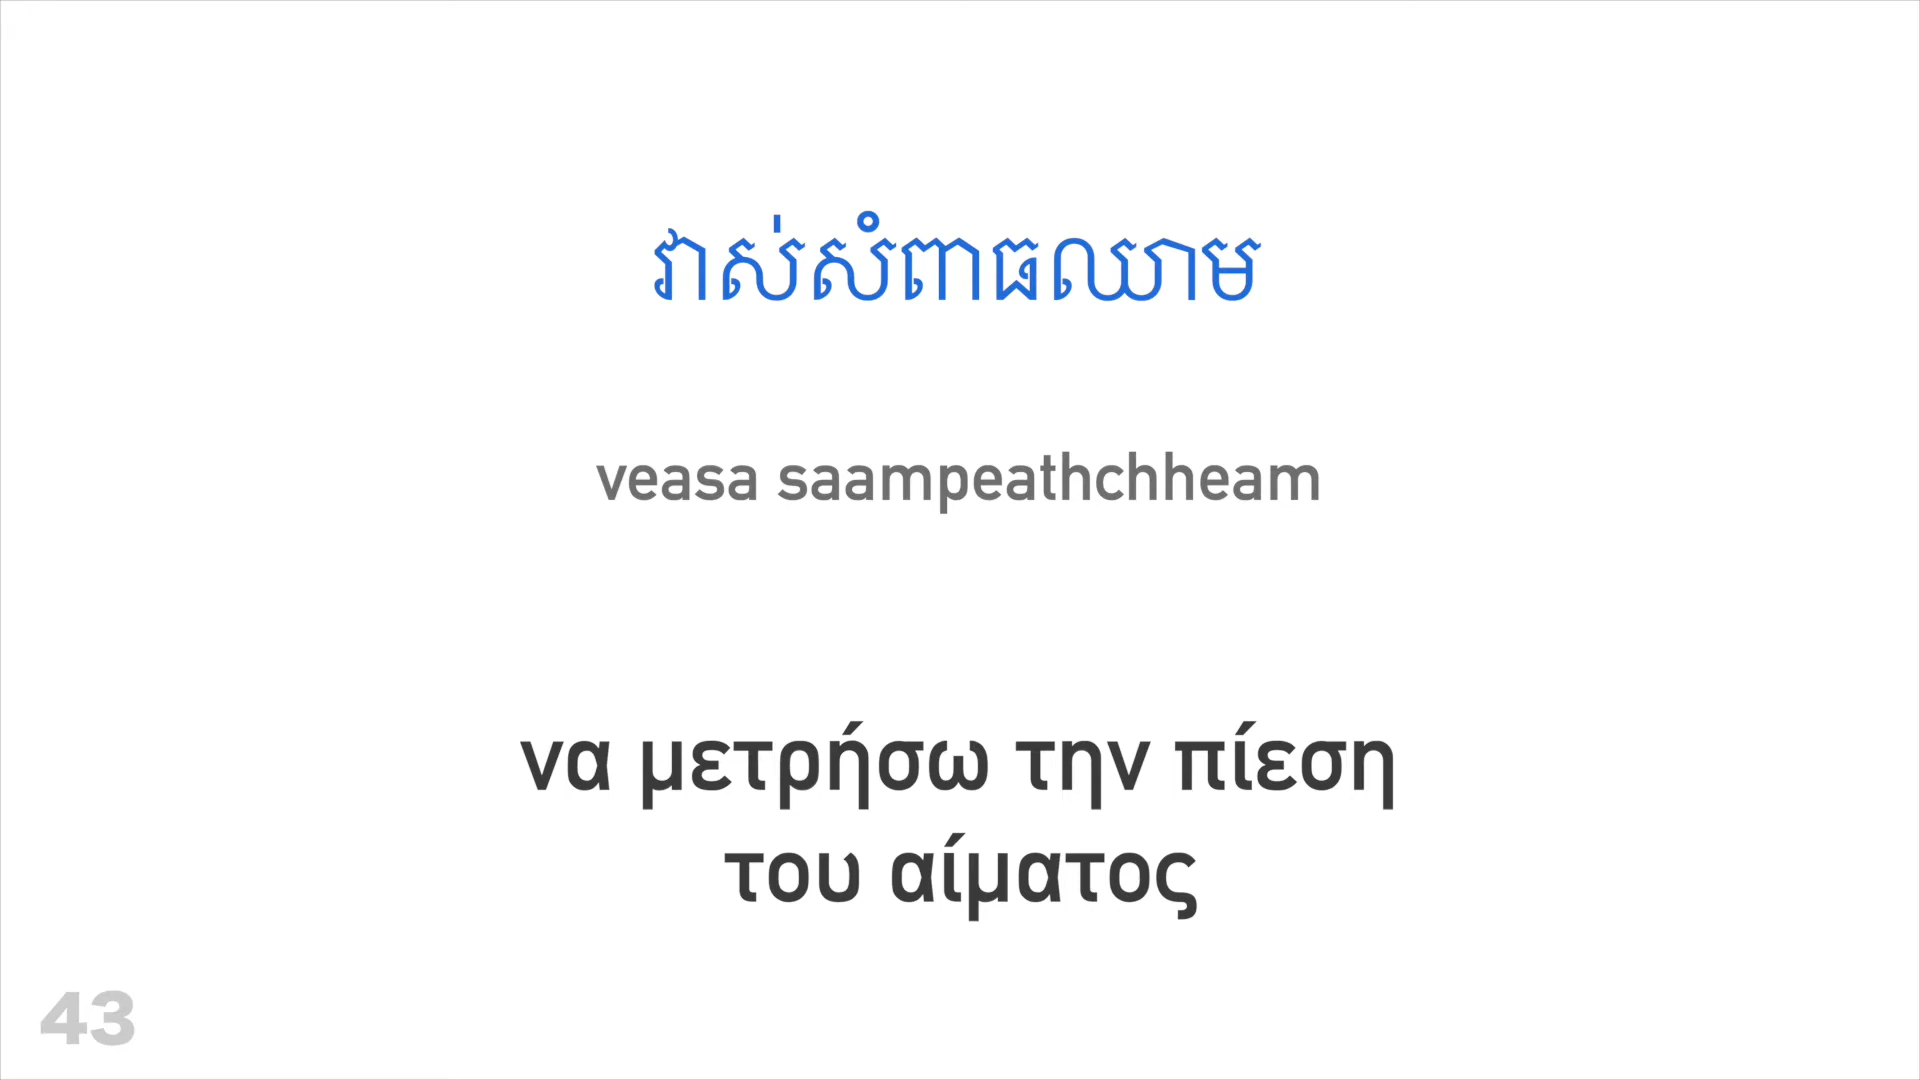 វាស់សំពាធឈាម
veasa saampeathchheam
να μετρήσω την πίεση
του αίματος
43